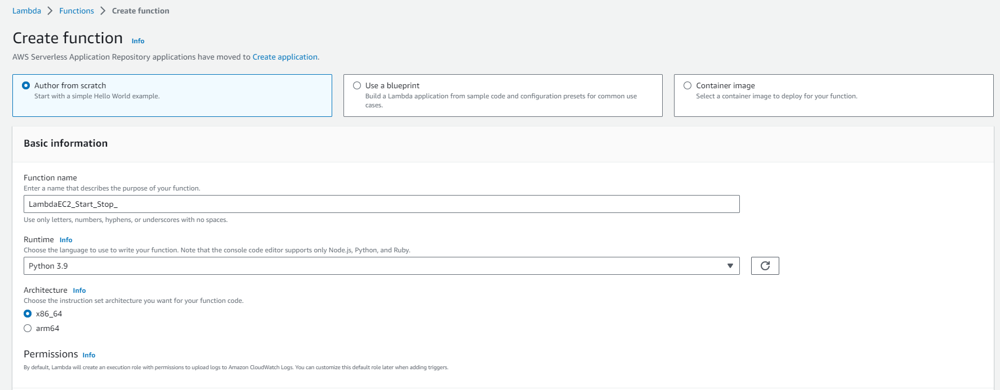 Lambda > Functions > Create function
Create function Info
AWS Serverless Application Repository applications have moved to Create application.
Author from scratch
Start with a simple Hello World example.
Use a blueprint
Build a Lambda application from sample code and configuration presets for common use
cases.
Container image
Select a container image to deploy for your function.
Basic information
Function name
Enter a name that describes the purpose of your function.
LambdaEC2_Start_Stop_
Use only letters, numbers, hyphens, or underscores with no spaces.
Runtime Info
Choose the language to use to write your function. Note that the console code editor supports only Node.js, Python, and Ruby.
Python 3.9
Architecture Info
Choose the instruction set architecture you want for your function code.
x86_64
arm64
Permissions Info
By default, Lambda will create an execution role with permissions to upload logs to Amazon CloudWatch Logs. You can customize this default role later when adding triggers.